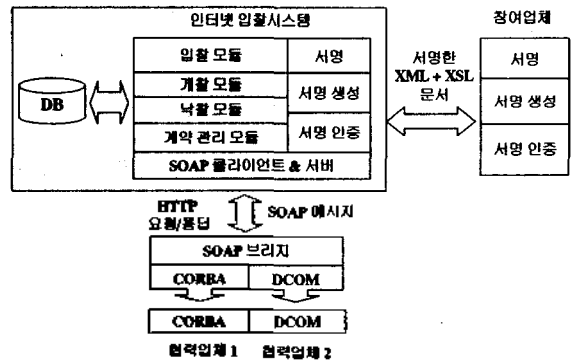 인터넷 입찰시스템
참여업체
입찰 모듈
서명
개찰 모듈
서명 생성
낙찰 모듈
계약 관리 모듈
서명 인증
SOAP 클라이언트 & 서버
DB
서명한
XML + XSL
문서
서명
서명 생성
서명 인증
HTTP
요청/응답
SOAP 메시지
SOAP 브리지
CORBA
DCOM
CORBA
DCOM
협력업체 1
협력업체 2